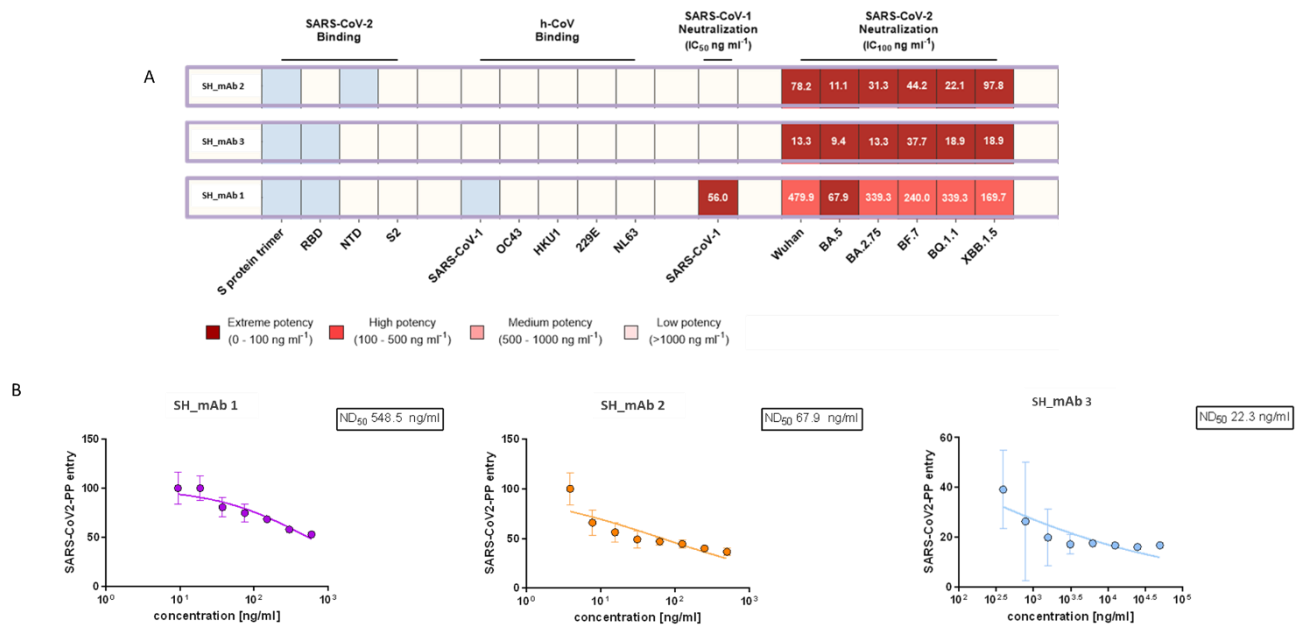 SARS-CoV-2
Binding
h-CoV
Binding
SARS-CoV-1
Neutralization
(IC50 ng ml-1)
SARS-CoV-2
Neutralization
(IC100 ng ml-1)
A
SH_mAb 2
78.2 11.1 31.3 44.2 22.1 97.8
SH_mAb 3
13.3 9.4 13.3 37.7 18.9 18.9
SH_mAb 1
56.0 479.9 67.9 339.3 240.0 339.3 169.7
S protein trimer RBD NTD S2 SARS-CoV-1 OC43 HKU1 229E NL63 SARS-CoV-1 Wuhan BA.5 BA.2.75 BF.7 BQ.1.1 XBB.1.5
Extreme potency
(0 - 100 ng ml-1)
High potency
(100 - 500 ng ml-1)
Medium potency
(500 - 1000 ng ml-1)
Low potency
(>1000 ng ml-1)
B
SH_mAb 1
ND50 548.5 ng/ml
SARS-CoV2-PP entry
150
100
50
0
10^0 10^1 10^2 10^3
concentration [ng/ml]
SH_mAb 2
ND50 67.9 ng/ml
SARS-CoV2-PP entry
150
100
50
0
10^0 10^1 10^2 10^3
concentration [ng/ml]
SH_mAb 3
ND50 22.3 ng/ml
SARS-CoV2-PP entry
60
40
20
0
10^2 10^2.5 10^3 10^3.5 10^4 10^4.5 10^5
concentration [ng/ml]